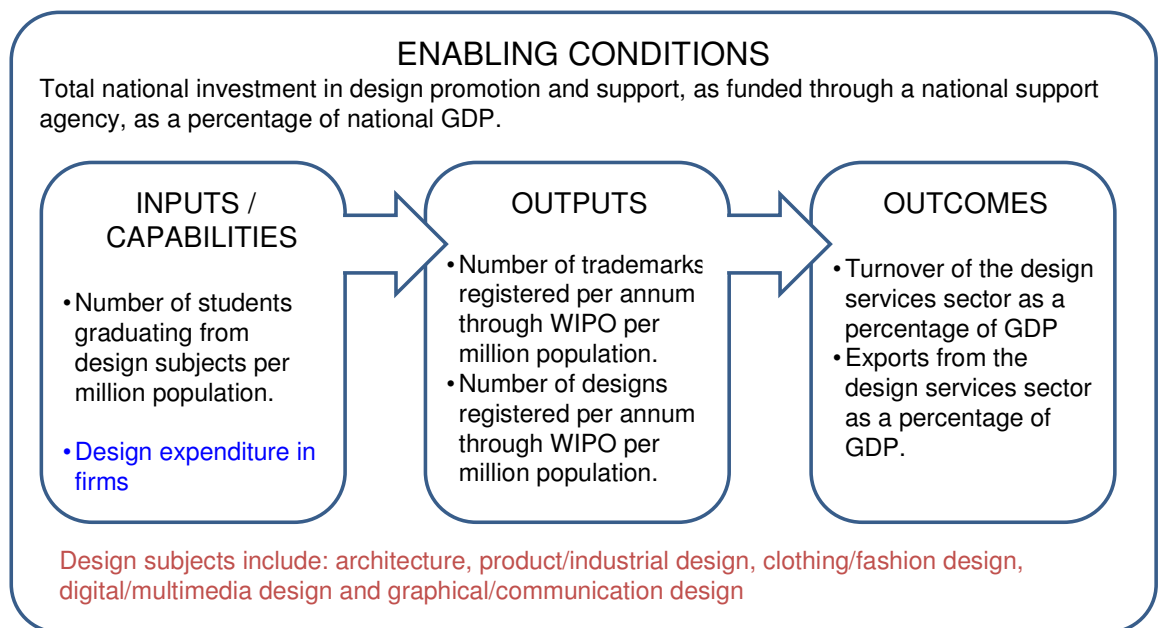 ENABLING CONDITIONS
Total national investment in design promotion and support, as funded through a national support
agency, as a percentage of national GDP.
INPUTS /
CAPABILITIES
• Number of students
graduating from
design subjects per
million population.
• Design expenditure in
firms
OUTPUTS
• Number of trademarks
registered per annum
through WIPO per
million population.
• Number of designs
registered per annum
through WIPO per
million population.
OUTCOMES
• Turnover of the design
services sector as a
percentage of GDP
• Exports from the
design services sector
as a percentage of
GDP.
Design subjects include: architecture, product/industrial design, clothing/fashion design,
digital/multimedia design and graphical/communication design